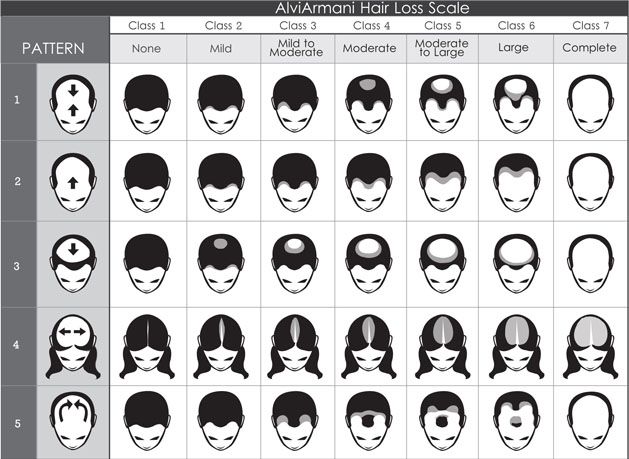 AlviArmani Hair Loss Scale
Class 1 Class 2 Class 3 Class 4 Class 5 Class 6 Class 7
PATTERN None Mild Mild to Moderate Moderate Moderate to Large Large Complete
1
2
3
4
5